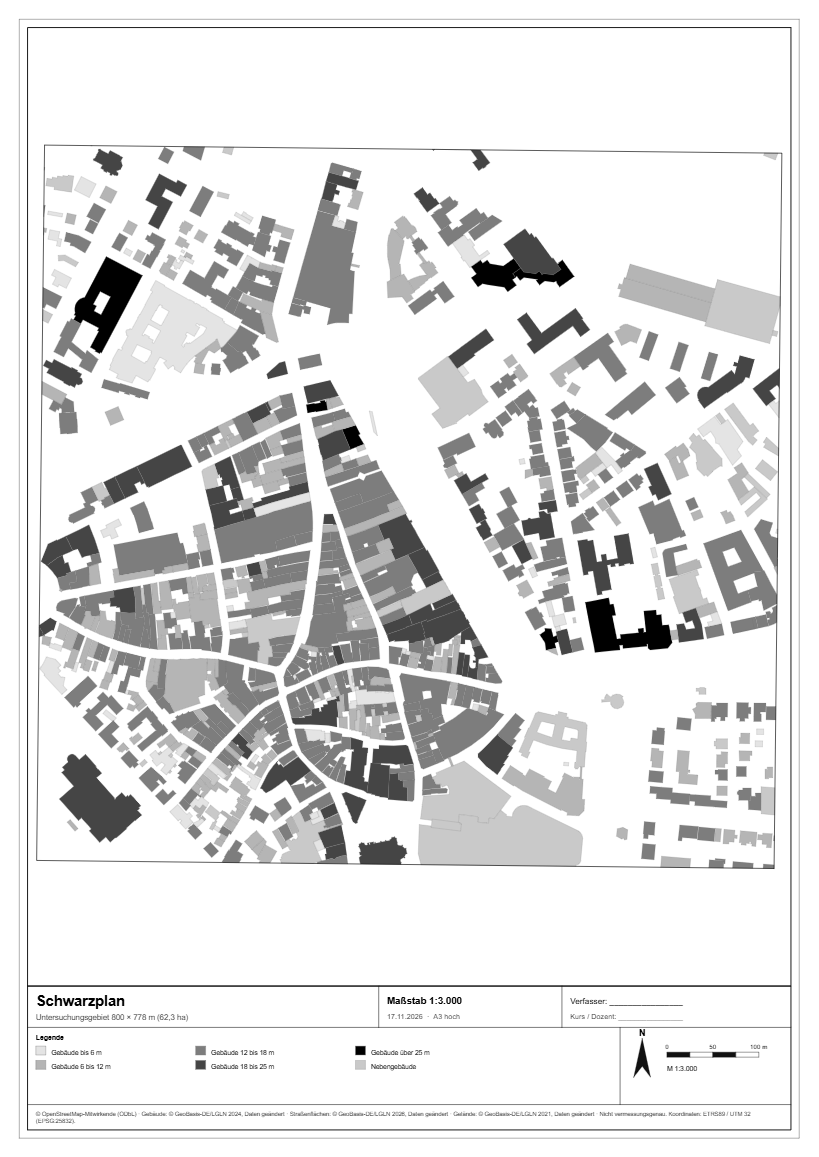 Schwarzplan
Untersuchungsgebiet 800 × 778 m (62,3 ha)
Maßstab 1:3.000
17.11.2026 · A3 hoch
Verfasser: ________________
Kurs / Dozent: ________________
Legende
Gebäude bis 6 m
Gebäude 6 bis 12 m
Gebäude 12 bis 18 m
Gebäude 18 bis 25 m
Gebäude über 25 m
Nebengebäude
N
0 50 100 m
M 1:3.000
© OpenStreetMap-Mitwirkende (ODbL) · Gebäude: © GeoBasis-DE/LGLN 2024, Daten geändert · Straßenflächen: © GeoBasis-DE/LGLN 2026, Daten geändert · Gelände: © GeoBasis-DE/LGLN 2021, Daten geändert · Nicht vermessungsgenau. Koordinaten: ETRS89 / UTM 32
(EPSG:25832).